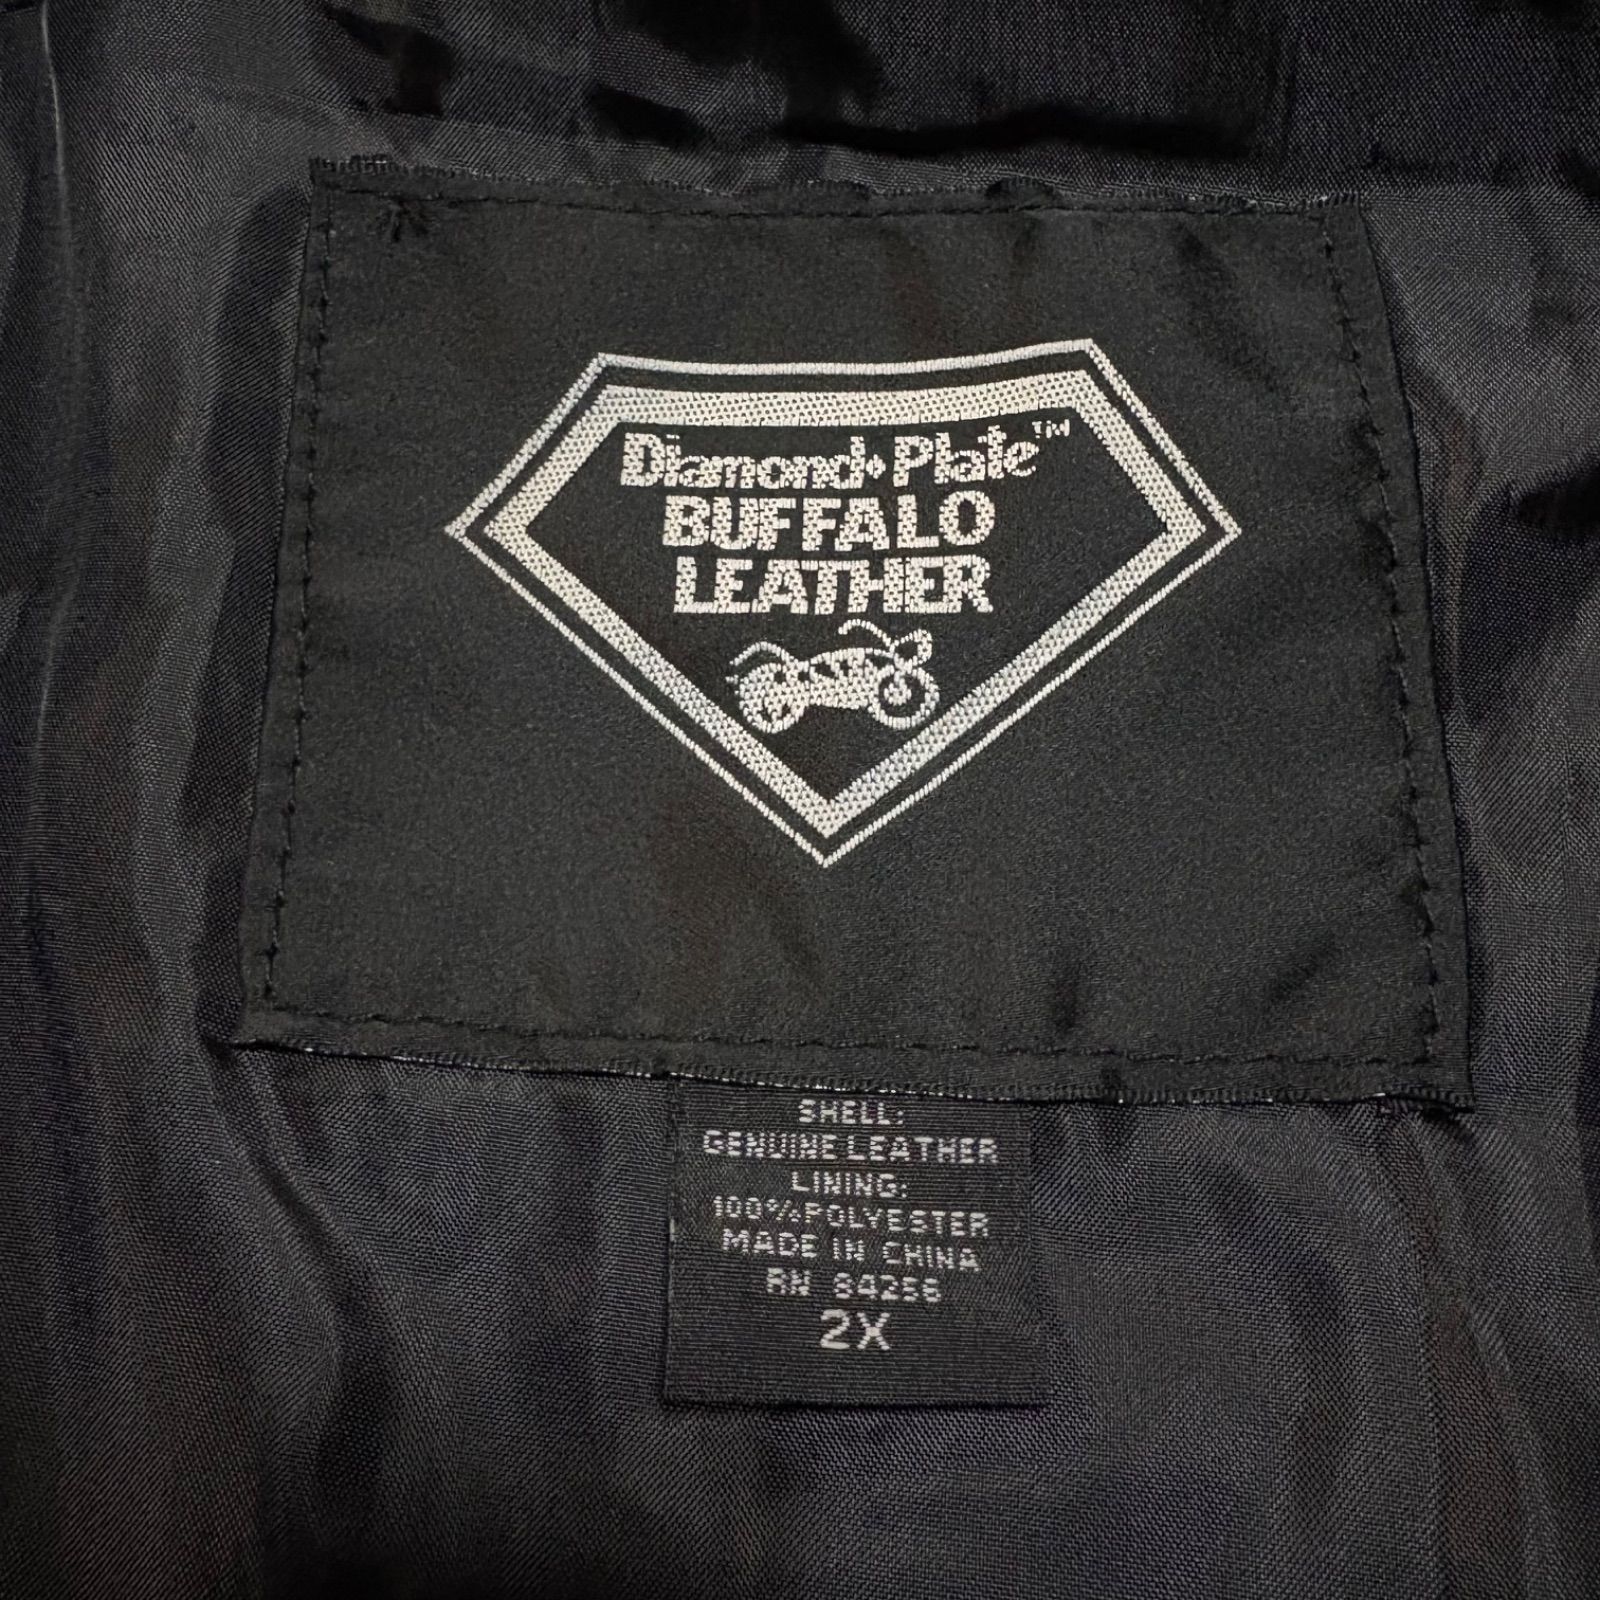 Diamond♦Plate™
BUFFALO
LEATHER
SHELL:
GENUINE LEATHER
LINING:
100%POLYESTER
MADE IN CHINA
RN 84256
2X